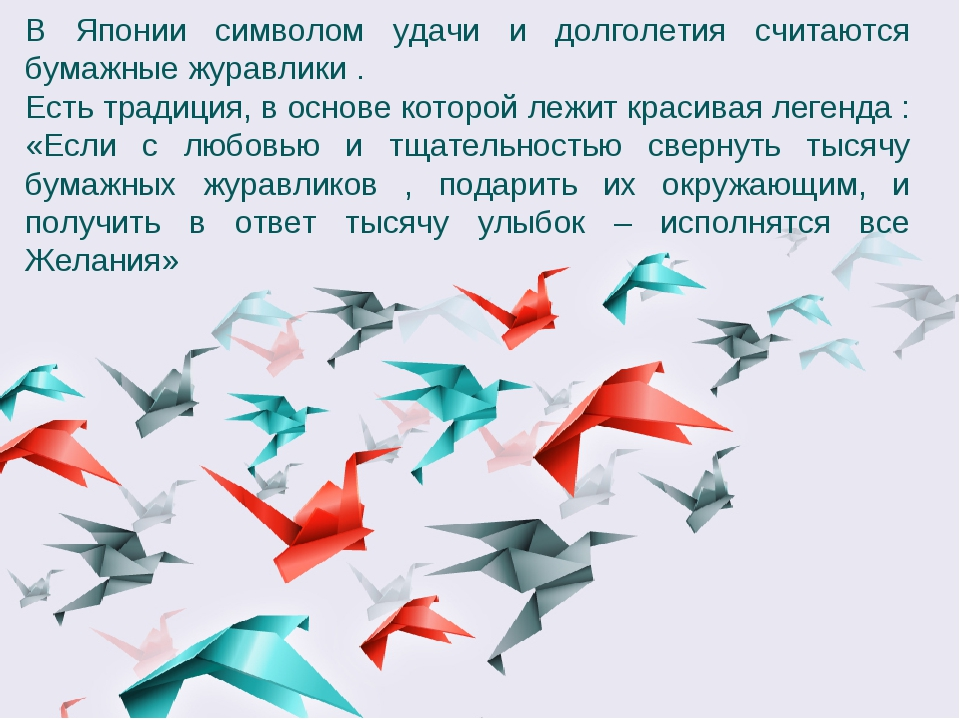 В Японии символом удачи и долголетия считаются
бумажные журавлики .
Есть традиция, в основе которой лежит красивая легенда :
«Если с любовью и тщательностью свернуть тысячу
бумажных журавликов , подарить их окружающим, и
получить в ответ тысячу улыбок – исполнятся все
Желания»